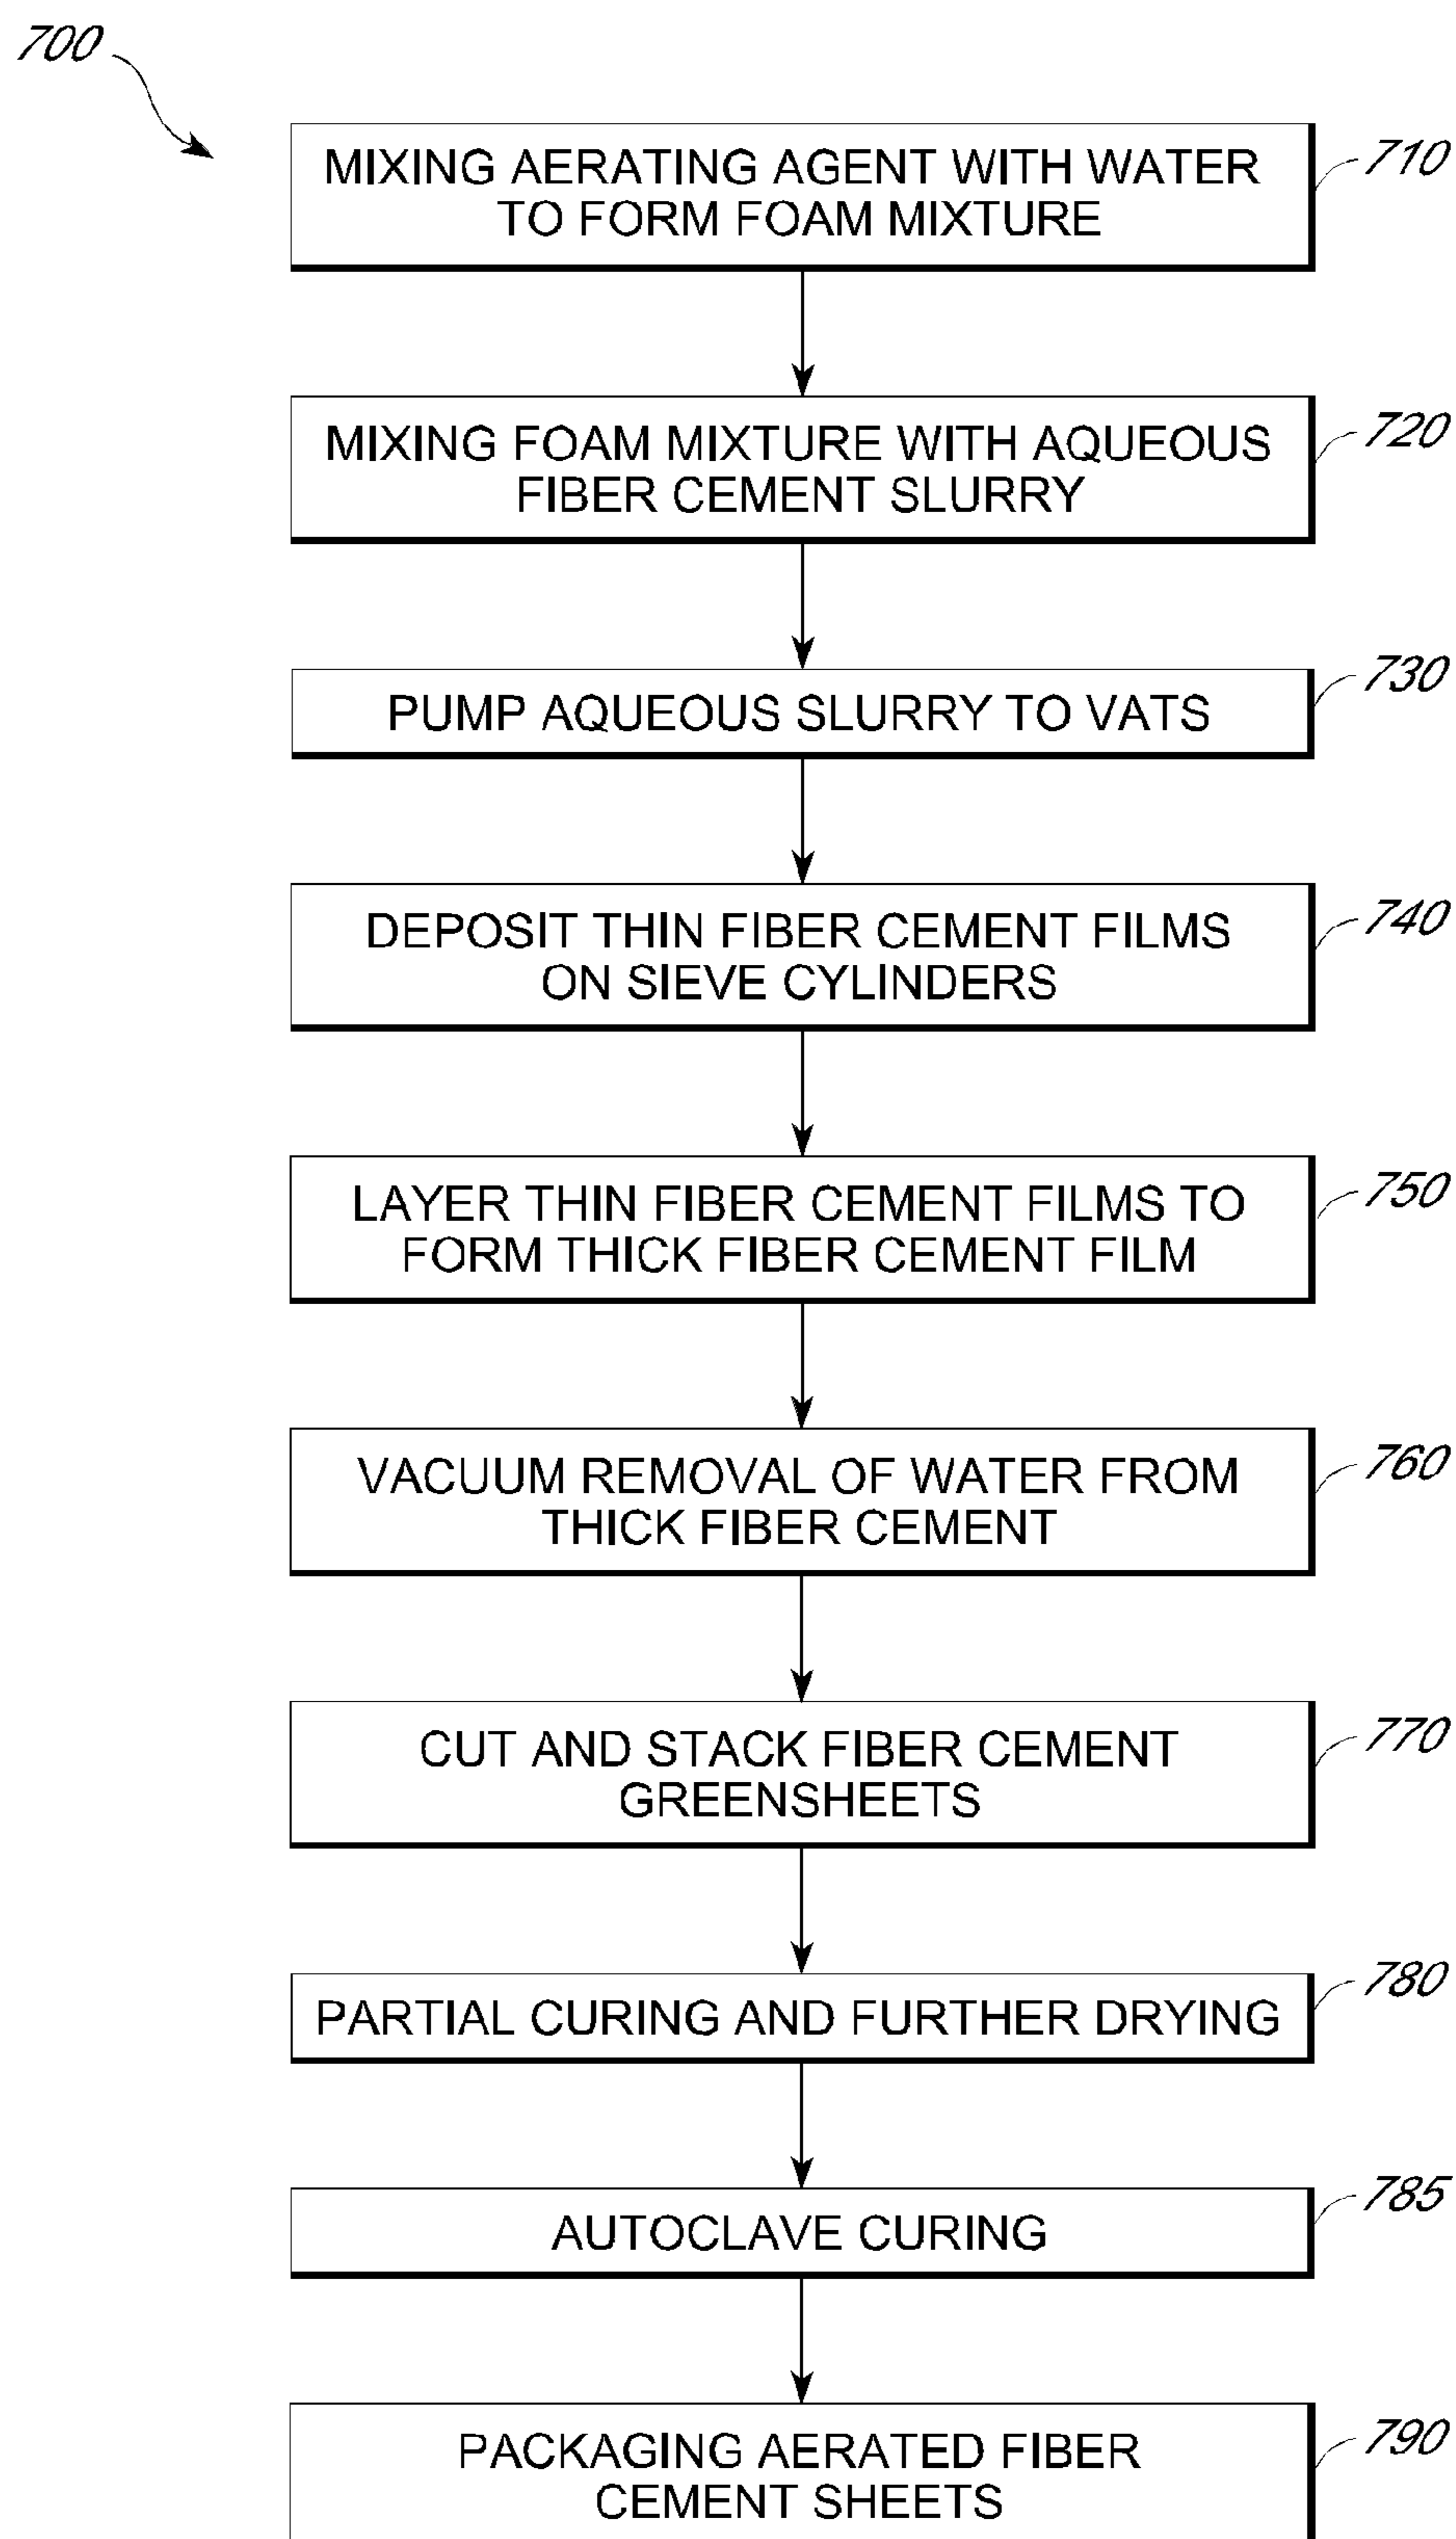 700
MIXING AERATING AGENT WITH WATER
TO FORM FOAM MIXTURE
710
MIXING FOAM MIXTURE WITH AQUEOUS
FIBER CEMENT SLURRY
720
PUMP AQUEOUS SLURRY TO VATS
730
DEPOSIT THIN FIBER CEMENT FILMS
ON SIEVE CYLINDERS
740
LAYER THIN FIBER CEMENT FILMS TO
FORM THICK FIBER CEMENT FILM
750
VACUUM REMOVAL OF WATER FROM
THICK FIBER CEMENT
760
CUT AND STACK FIBER CEMENT
GREENSHEETS
770
PARTIAL CURING AND FURTHER DRYING
780
AUTOCLAVE CURING
785
PACKAGING AERATED FIBER
CEMENT SHEETS
790